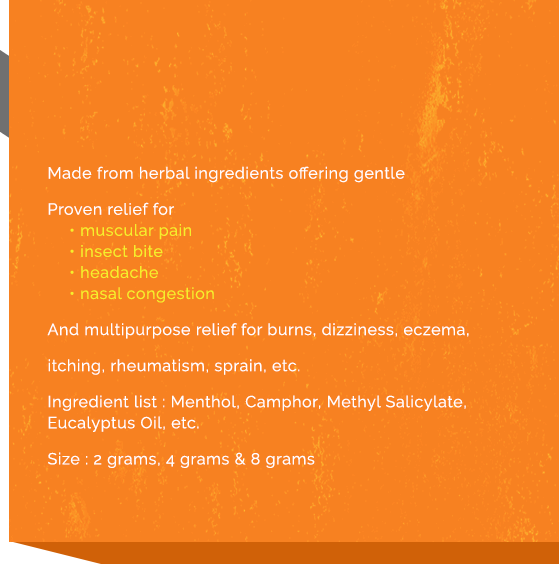 Made from herbal ingredients offering gentle
Proven relief for
• muscular pain
• insect bite
• headache
• nasal congestion
And multipurpose relief for burns, dizziness, eczema,
itching, rheumatism, sprain, etc.
Ingredient list : Menthol, Camphor, Methyl Salicylate,
Eucalyptus Oil, etc.
Size : 2 grams, 4 grams & 8 grams